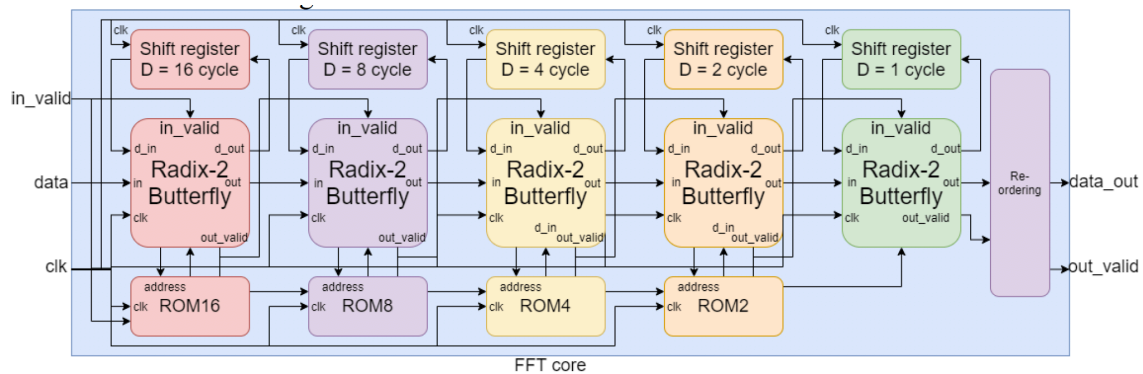 clk
clk
clk
clk
clk
Shift register
D = 16 cycle
Shift register
D = 8 cycle
Shift register
D = 4 cycle
Shift register
D = 2 cycle
Shift register
D = 1 cycle
in_valid
in_valid
d_in
d_out
Radix-2
Butterfly
in
out
clk
out_valid
in_valid
d_in
d_out
Radix-2
Butterfly
in
out
clk
out_valid
in_valid
d_in
d_out
Radix-2
Butterfly
in
out
clk
d_in
out_valid
in_valid
d_in
d_out
Radix-2
Butterfly
in
out
clk
d_in
out_valid
in_valid
d_in
d_out
Radix-2
Butterfly
in
out
clk
out_valid
Re-
ordering
data
data_out
clk
out_valid
address
clk
ROM16
address
clk
ROM8
address
clk
ROM4
address
clk
ROM2
FFT core